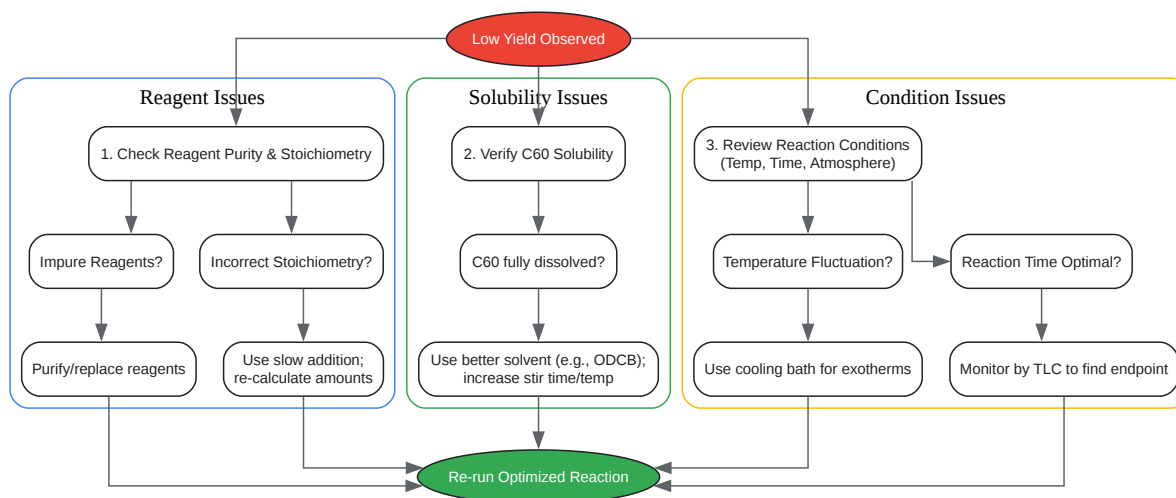 Low Yield Observed
Reagent Issues
Solubility Issues
Condition Issues
1. Check Reagent Purity & Stoichiometry
2. Verify C60 Solubility
3. Review Reaction Conditions
(Temp, Time, Atmosphere)
Impure Reagents?
Incorrect Stoichiometry?
C60 fully dissolved?
Temperature Fluctuation?
Reaction Time Optimal?
Purify/replace reagents
Use slow addition;
re-calculate amounts
Use better solvent (e.g., ODCB);
increase stir time/temp
Use cooling bath for exotherms
Monitor by TLC to find endpoint
Re-run Optimized Reaction